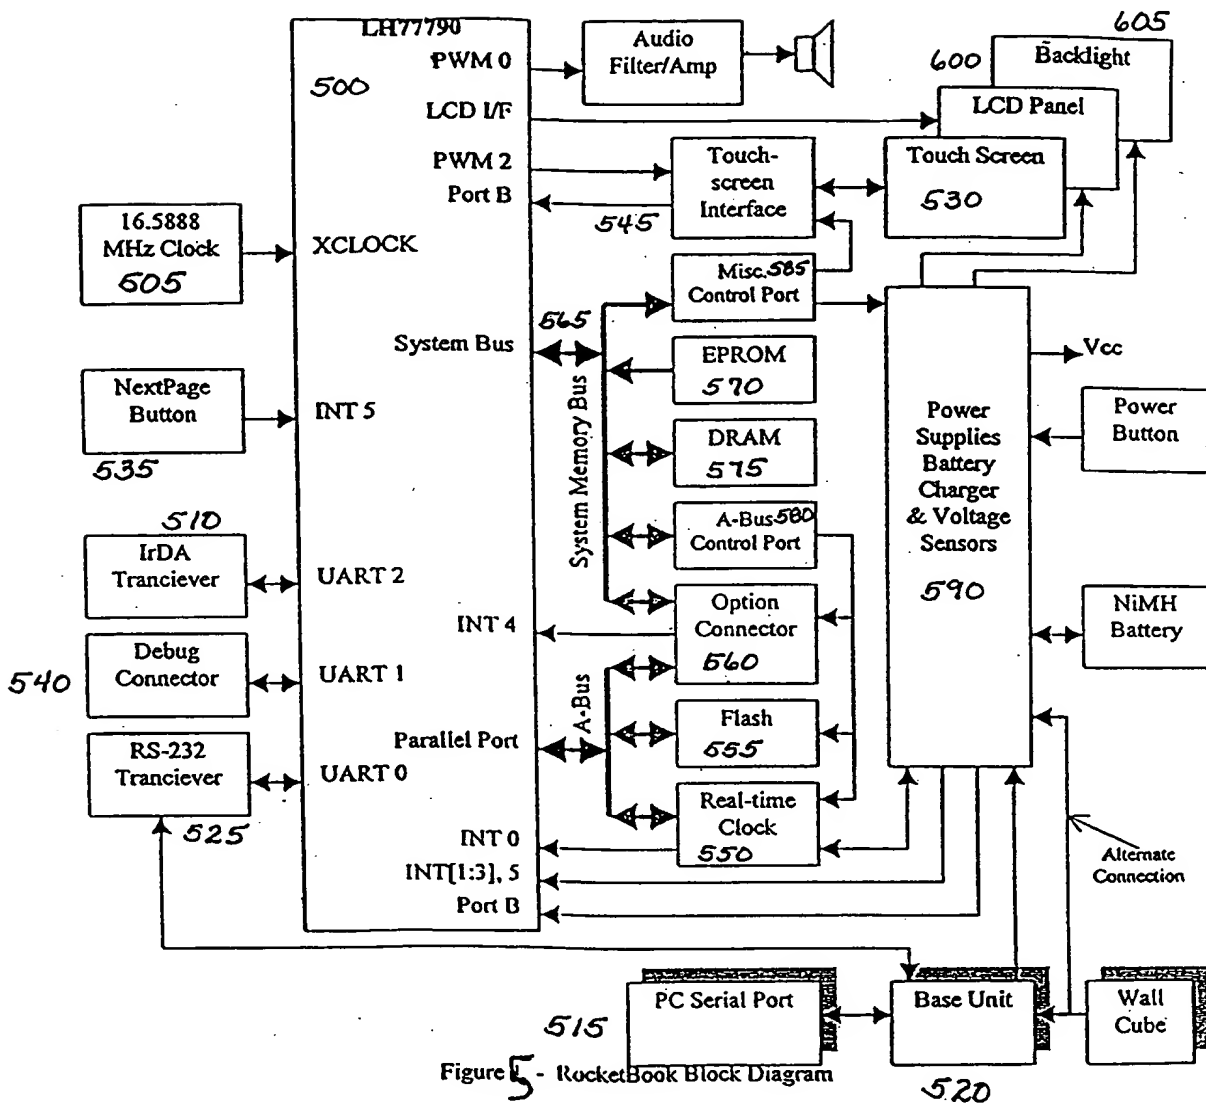 LH77790
500
PWM 0
LCD I/F
PWM 2
Port B
XCLOCK
System Bus
INT 5
UART 2
INT 4
UART 1
Parallel Port
UART 0
INT 0
INT[1:3], 5
Port B
Audio
Filter/Amp
605
Backlight
600
LCD Panel
Touch Screen
530
Touch-
screen
Interface
545
16.5888
MHz Clock
605
Misc. 585
Control Port
565
EPROM
570
System Memory Bus
DRAM
575
A-Bus 580
Control Port
Option
Connector
560
A-Bus
Flash
555
Real-time
Clock
550
NextPage
Button
535
510
IrDA
Tranciever
Debug
Connector
540
RS-232
Tranciever
525
Vcc
Power
Supplies
Battery
Charger
& Voltage
Sensors
590
Power
Button
NiMH
Battery
Alternate
Connection
PC Serial Port
515
Base Unit
520
Wall
Cube
Figure 5 - RocketBook Block Diagram